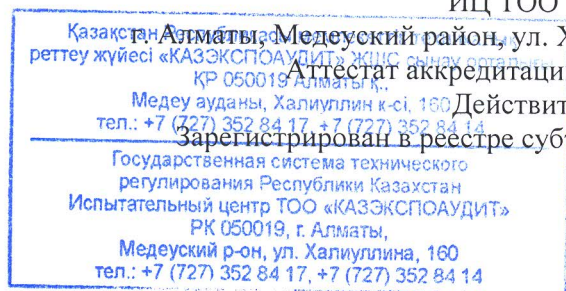 ИЦ ТОО
г. Алматы, Медеуский район, ул. Х
Аттестат аккредитаци
Действит
Зарегистрирован в реестре суб
Қазақстан Республикасы
реттеу жүйесі «КАЗЭКСПОАУДИТ» ЖШС сынау орталығы
ҚР 050019 Алматы қ.,
Медеу ауданы, Халиуллин к-сі, 160
тел.: +7 (727) 352 84 17, +7 (727) 352 84 14
Государственная система технического
регулирования Республики Казахстан
Испытательный центр ТОО «КАЗЭКСПОАУДИТ»
РК 050019, г. Алматы,
Медеуский р-он, ул. Халиуллина, 160
тел.: +7 (727) 352 84 17, +7 (727) 352 84 14